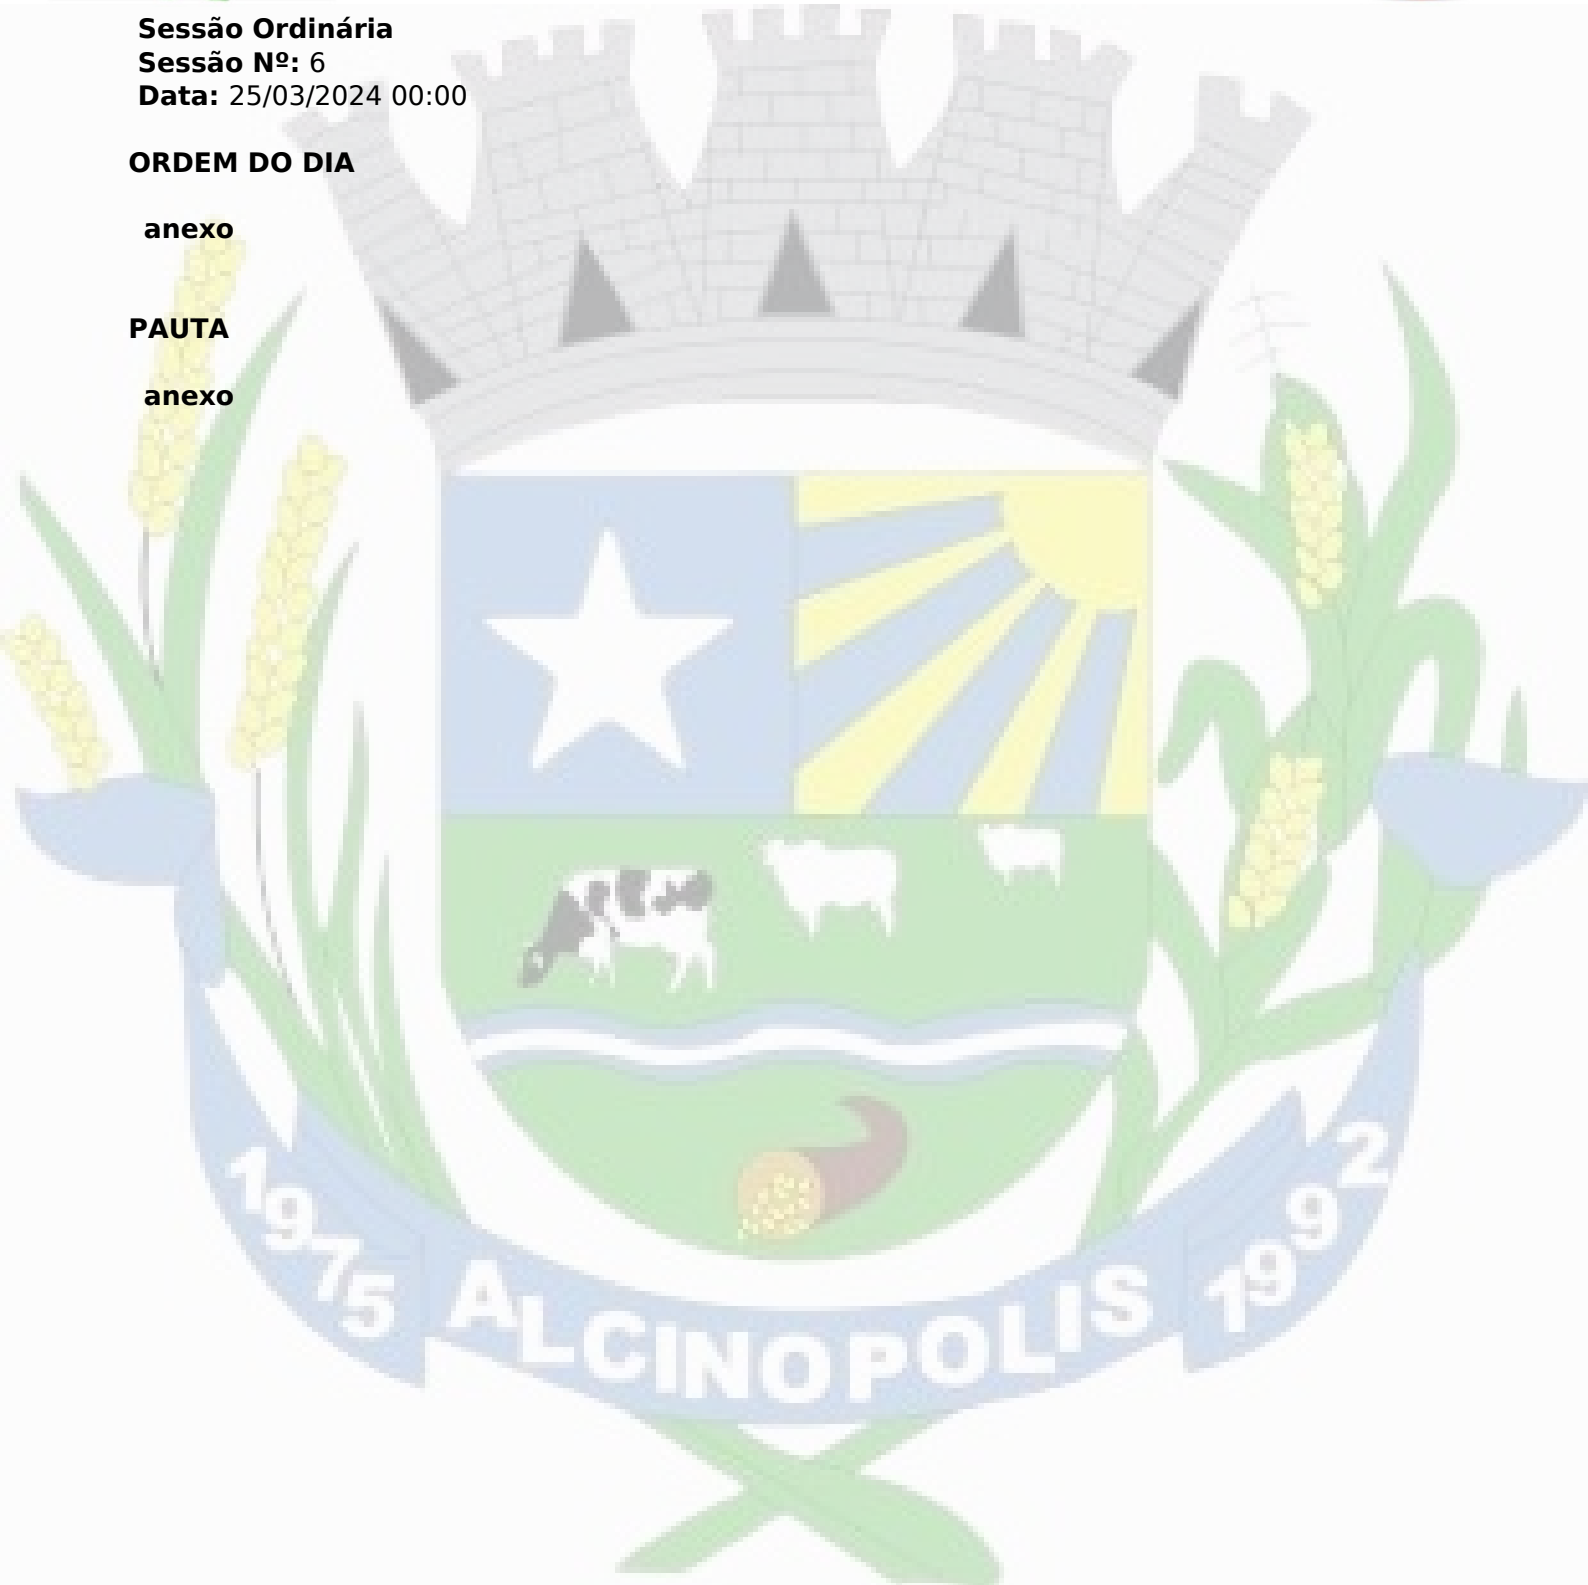 Sessão Ordinária
Sessão Nº: 6
Data: 25/03/2024 00:00
ORDEM DO DIA
anexo
PAUTA
anexo
1975 ALCINOPOLIS 1992